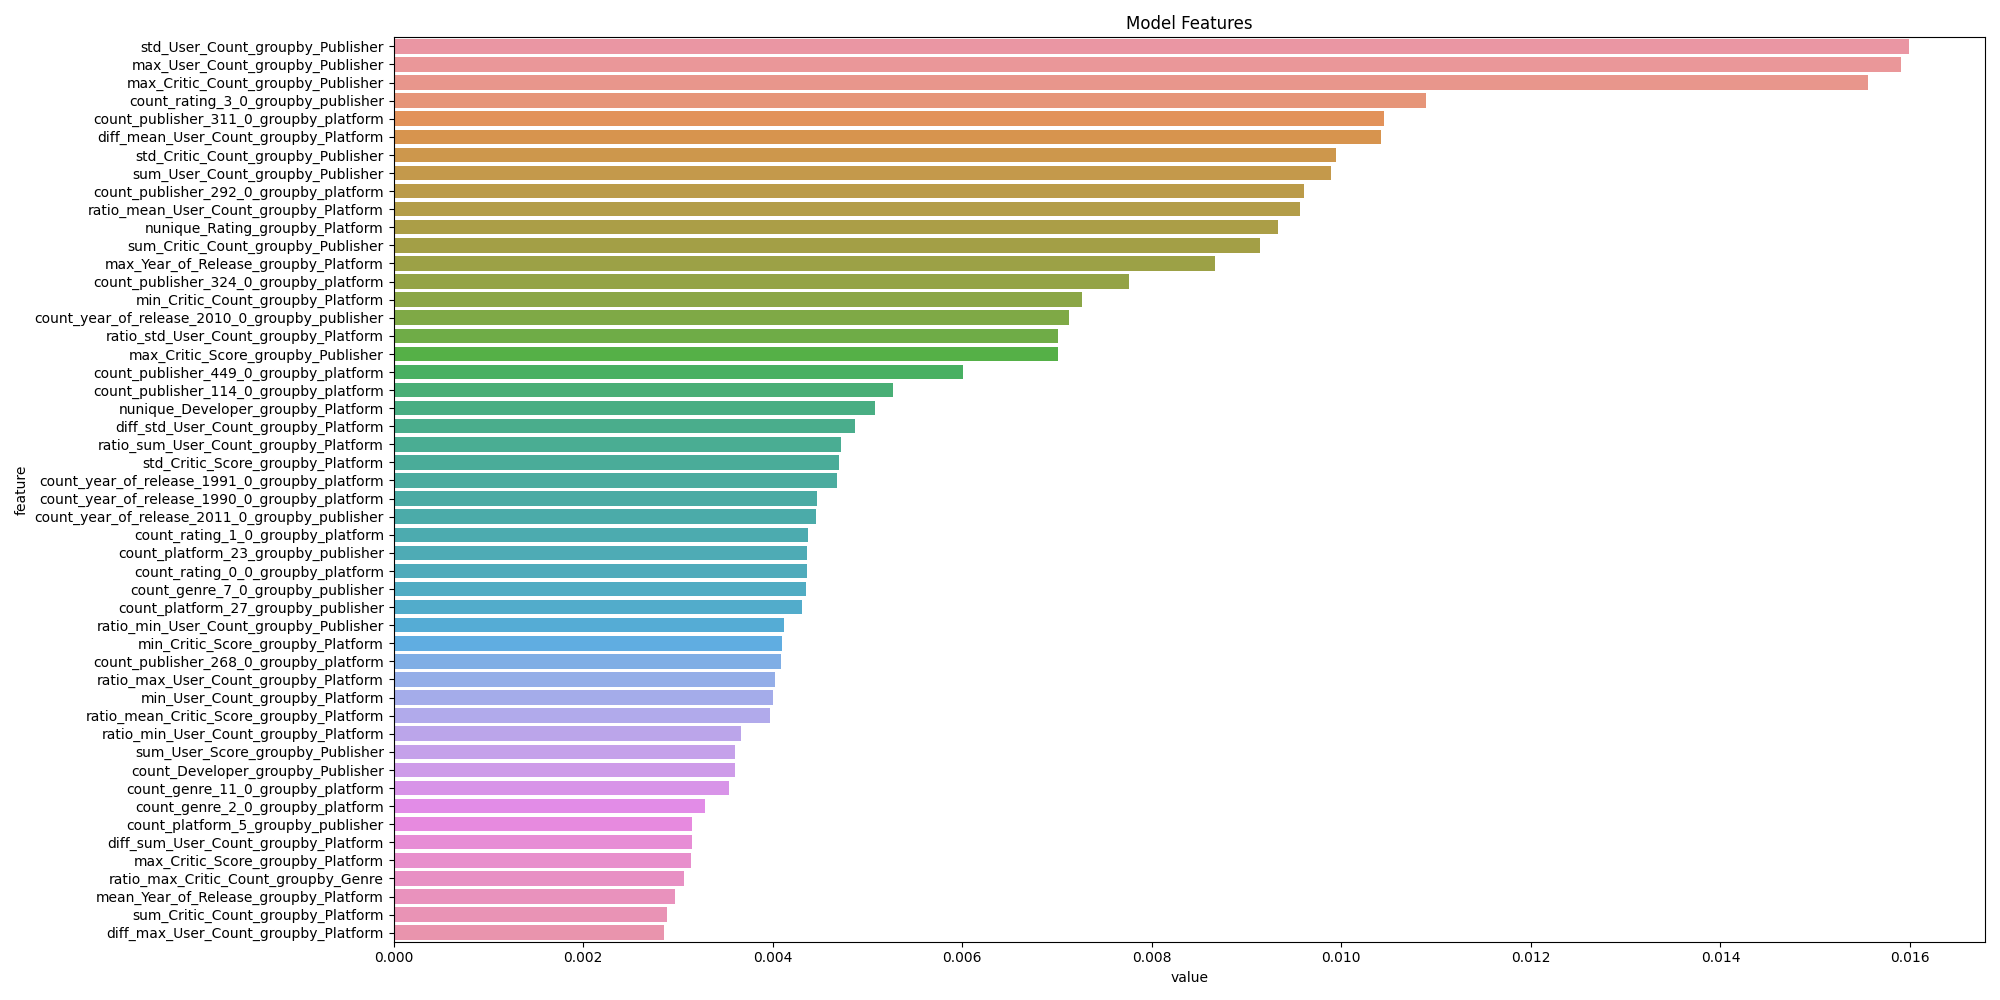 Model Features
std_User_Count_groupby_Publisher
max_User_Count_groupby_Publisher
max_Critic_Count_groupby_Publisher
count_rating_3_0_groupby_publisher
count_publisher_311_0_groupby_platform
diff_mean_User_Count_groupby_Platform
std_Critic_Count_groupby_Publisher
sum_User_Count_groupby_Publisher
count_publisher_292_0_groupby_platform
ratio_mean_User_Count_groupby_Platform
nunique_Rating_groupby_Platform
sum_Critic_Count_groupby_Publisher
max_Year_of_Release_groupby_Platform
count_publisher_324_0_groupby_platform
min_Critic_Count_groupby_Platform
count_year_of_release_2010_0_groupby_publisher
ratio_std_User_Count_groupby_Platform
max_Critic_Score_groupby_Publisher
count_publisher_449_0_groupby_platform
count_publisher_114_0_groupby_platform
nunique_Developer_groupby_Platform
diff_std_User_Count_groupby_Platform
ratio_sum_User_Count_groupby_Platform
std_Critic_Score_groupby_Platform
count_year_of_release_1991_0_groupby_platform
count_year_of_release_1990_0_groupby_platform
count_year_of_release_2011_0_groupby_publisher
count_rating_1_0_groupby_platform
count_platform_23_groupby_publisher
count_rating_0_0_groupby_platform
count_genre_7_0_groupby_publisher
count_platform_27_groupby_publisher
ratio_min_User_Count_groupby_Publisher
min_Critic_Score_groupby_Platform
count_publisher_268_0_groupby_platform
ratio_max_User_Count_groupby_Platform
min_User_Count_groupby_Platform
ratio_mean_Critic_Score_groupby_Platform
ratio_min_User_Count_groupby_Platform
sum_User_Score_groupby_Publisher
count_Developer_groupby_Publisher
count_genre_11_0_groupby_platform
count_genre_2_0_groupby_platform
count_platform_5_groupby_publisher
diff_sum_User_Count_groupby_Platform
max_Critic_Score_groupby_Platform
ratio_max_Critic_Count_groupby_Genre
mean_Year_of_Release_groupby_Platform
sum_Critic_Count_groupby_Platform
diff_max_User_Count_groupby_Platform
feature
0.000 0.002 0.004 0.006 0.008 0.010 0.012 0.014 0.016
value